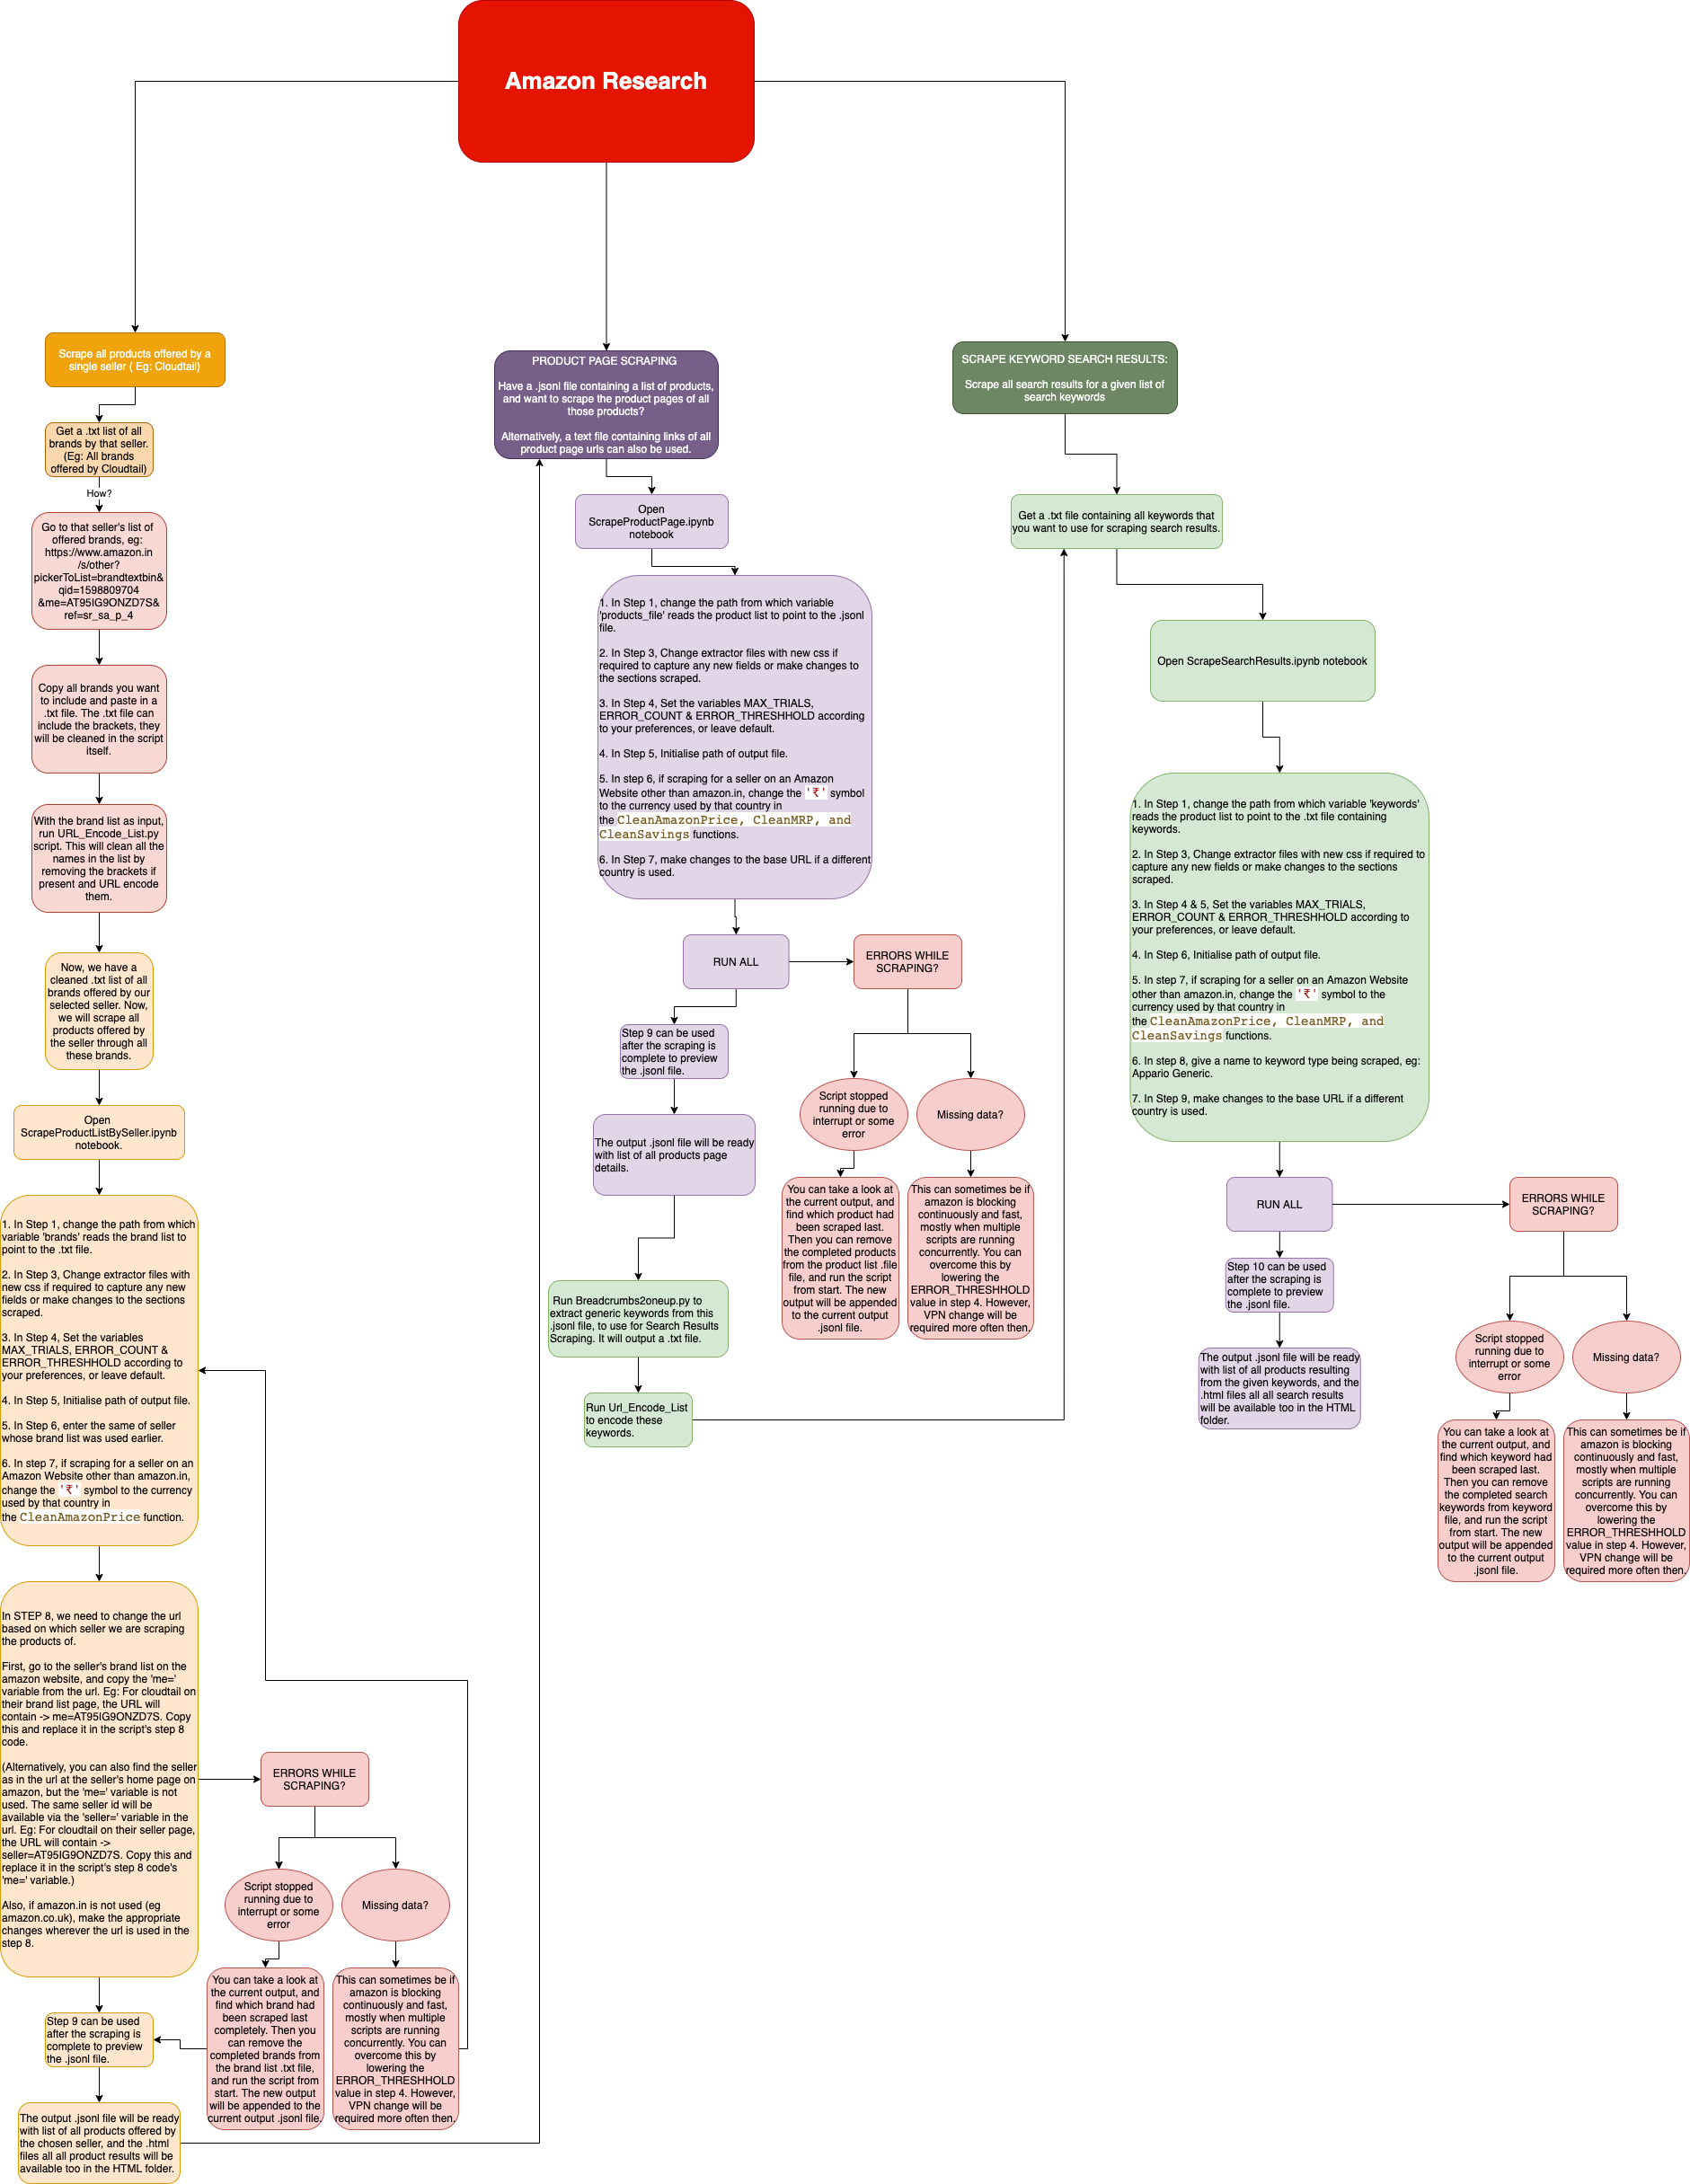 Amazon Research
Scrape all products offered by a
single seller ( Eg: Cloudtail)
Get a .txt list of all
brands by that seller.
(Eg: All brands
offered by Cloudtail)
How?
Go to that seller's list of
offered brands, eg:
https://www.amazon.in
/s/other?
pickerToList=brandtextbin&
qid=1598809704
&me=AT95IG9ONZD7S&
ref=sr_sa_p_4
Copy all brands you want
to include and paste in a
.txt file. The .txt file can
include the brackets, they
will be cleaned in the script
itself.
With the brand list as input,
run URL_Encode_List.py
script. This will clean all the
names in the list by
removing the brackets if
present and URL encode
them.
Now, we have a
cleaned .txt list of all
brands offered by our
selected seller. Now,
we will scrape all
products offered by
the seller through all
these brands.
Open
ScrapeProductListBySeller.ipynb
notebook.
1. In Step 1, change the path from which
variable 'brands' reads the brand list to
point to the .txt file.
2. In Step 3, Change extractor files with
new css if required to capture any new
fields or make changes to the sections
scraped.
3. In Step 4, Set the variables
MAX_TRIALS, ERROR_COUNT &
ERROR_THRESHHOLD according to
your preferences, or leave default.
4. In Step 5, Initialise path of output file.
5. In Step 6, enter the same of seller
whose brand list was used earlier.
6. In step 7, if scraping for a seller on an
Amazon Website other than amazon.in,
change the '₹' symbol to the currency
used by that country in
the CleanAmazonPrice function.
In STEP 8, we need to change the url
based on which seller we are scraping
the products of.
First, go to the seller's brand list on the
amazon website, and copy the 'me='
variable from the url. Eg: For cloudtail on
their brand list page, the URL will
contain -> me=AT95IG9ONZD7S. Copy
this and replace it in the script's step 8
code.
(Alternatively, you can also find the seller
as in the url at the seller's home page on
amazon, but the 'me=' variable is not
used. The same seller id will be
available via the 'seller=' variable in the
url. Eg: For cloudtail on their seller page,
the URL will contain ->
seller=AT95IG9ONZD7S. Copy this and
replace it in the script's step 8 code's
'me=' variable.)
Also, if amazon.in is not used (eg
amazon.co.uk), make the appropriate
changes wherever the url is used in the
step 8.
ERRORS WHILE
SCRAPING?
Script stopped
running due to
interrupt or some
error
Missing data?
You can take a look at
the current output, and
find which brand had
been scraped last
completely. Then you
can remove the
completed brands from
the brand list .txt file,
and run the script from
start. The new output
will be appended to the
current output .jsonl file.
This can sometimes be if
amazon is blocking
continuously and fast,
mostly when multiple
scripts are running
concurrently. You can
overcome this by
lowering the
ERROR_THRESHHOLD
value in step 4. However,
VPN change will be
required more often then.
Step 9 can be used
after the scraping is
complete to preview
the .jsonl file.
The output .jsonl file will be ready
with list of all products offered by
the chosen seller, and the .html
files all all product results will be
available too in the HTML folder.
PRODUCT PAGE SCRAPING
Have a .jsonl file containing a list of products,
and want to scrape the product pages of all
those products?
Alternatively, a text file containing links of all
product page urls can also be used.
Open
ScrapeProductPage.ipynb
notebook
1. In Step 1, change the path from which variable
'products_file' reads the product list to point to the .jsonl
file.
2. In Step 3, Change extractor files with new css if
required to capture any new fields or make changes to
the sections scraped.
3. In Step 4, Set the variables MAX_TRIALS,
ERROR_COUNT & ERROR_THRESHHOLD according
to your preferences, or leave default.
4. In Step 5, Initialise path of output file.
5. In step 6, if scraping for a seller on an Amazon
Website other than amazon.in, change the '₹' symbol
to the currency used by that country in
the CleanAmazonPrice, CleanMRP, and
CleanSavings functions.
6. In Step 7, make changes to the base URL if a different
country is used.
RUN ALL
ERRORS WHILE
SCRAPING?
Step 9 can be used
after the scraping is
complete to preview
the .jsonl file.
Script stopped
running due to
interrupt or some
error
Missing data?
The output .jsonl file will be ready
with list of all products page
details.
You can take a look at
the current output, and
find which product had
been scraped last.
Then you can remove
the completed products
from the product list .file
file, and run the script
from start. The new
output will be appended
to the current output
.jsonl file.
This can sometimes be if
amazon is blocking
continuously and fast,
mostly when multiple
scripts are running
concurrently. You can
overcome this by
lowering the
ERROR_THRESHHOLD
value in step 4. However,
VPN change will be
required more often then.
Run Breadcrumbs2oneup.py to
extract generic keywords from this
.jsonl file, to use for Search Results
Scraping. It will output a .txt file.
Run Url_Encode_List
to encode these
keywords.
SCRAPE KEYWORD SEARCH RESULTS:
Scrape all search results for a given list of
search keywords
Get a .txt file containing all keywords that
you want to use for scraping search results.
Open ScrapeSearchResults.ipynb notebook
1. In Step 1, change the path from which variable 'keywords'
reads the product list to point to the .txt file containing
keywords.
2. In Step 3, Change extractor files with new css if required to
capture any new fields or make changes to the sections
scraped.
3. In Step 4 & 5, Set the variables MAX_TRIALS,
ERROR_COUNT & ERROR_THRESHHOLD according to
your preferences, or leave default.
4. In Step 6, Initialise path of output file.
5. In step 7, if scraping for a seller on an Amazon Website
other than amazon.in, change the '₹' symbol to the
currency used by that country in
the CleanAmazonPrice, CleanMRP, and
CleanSavings functions.
6. In step 8, give a name to keyword type being scraped, eg:
Appario Generic.
7. In Step 9, make changes to the base URL if a different
country is used.
RUN ALL
ERRORS WHILE
SCRAPING?
Step 10 can be used
after the scraping is
complete to preview
the .jsonl file.
The output .jsonl file will be ready
with list of all products resulting
from the given keywords, and the
.html files all all search results
will be available too in the HTML
folder.
Script stopped
running due to
interrupt or some
error
Missing data?
You can take a look at
the current output, and
find which keyword had
been scraped last.
Then you can remove
the completed search
keywords from keyword
file, and run the script
from start. The new
output will be appended
to the current output
.jsonl file.
This can sometimes be if
amazon is blocking
continuously and fast,
mostly when multiple
scripts are running
concurrently. You can
overcome this by
lowering the
ERROR_THRESHHOLD
value in step 4. However,
VPN change will be
required more often then.